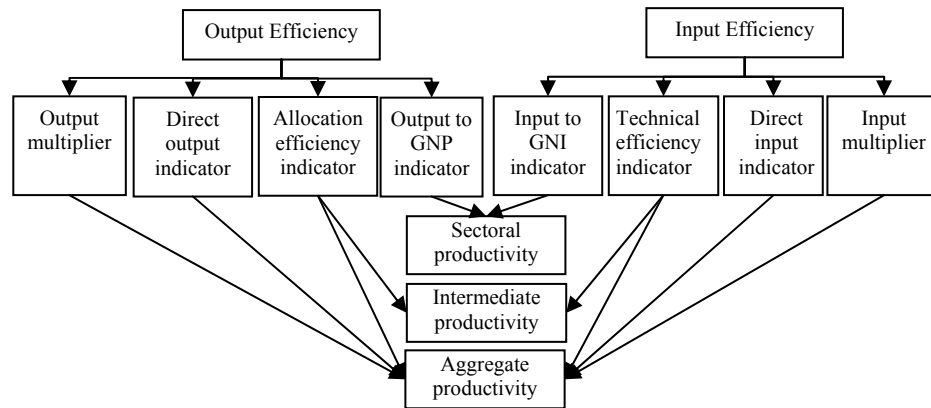 Output Efficiency
Input Efficiency
Output
multiplier
Direct
output
indicator
Allocation
efficiency
indicator
Output to
GNP
indicator
Input to
GNI
indicator
Technical
efficiency
indicator
Direct
input
indicator
Input
multiplier
Sectoral
productivity
Intermediate
productivity
Aggregate
productivity